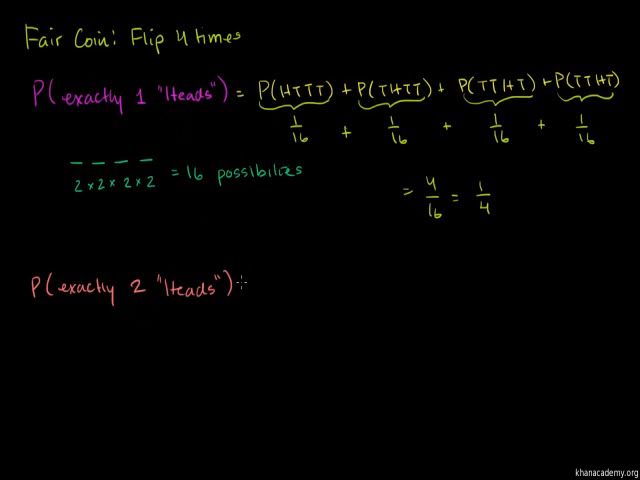 Fair Coin: Flip 4 times
P(exactly 1 "Heads") = P(HTTT) + P(THTT) + P(TTHT) + P(TTHT)
1/16 + 1/16 + 1/16 + 1/16
2 × 2 × 2 × 2 = 16 possibilities
= 4/16 = 1/4
P(exactly 2 "Heads")
khanacademy.org